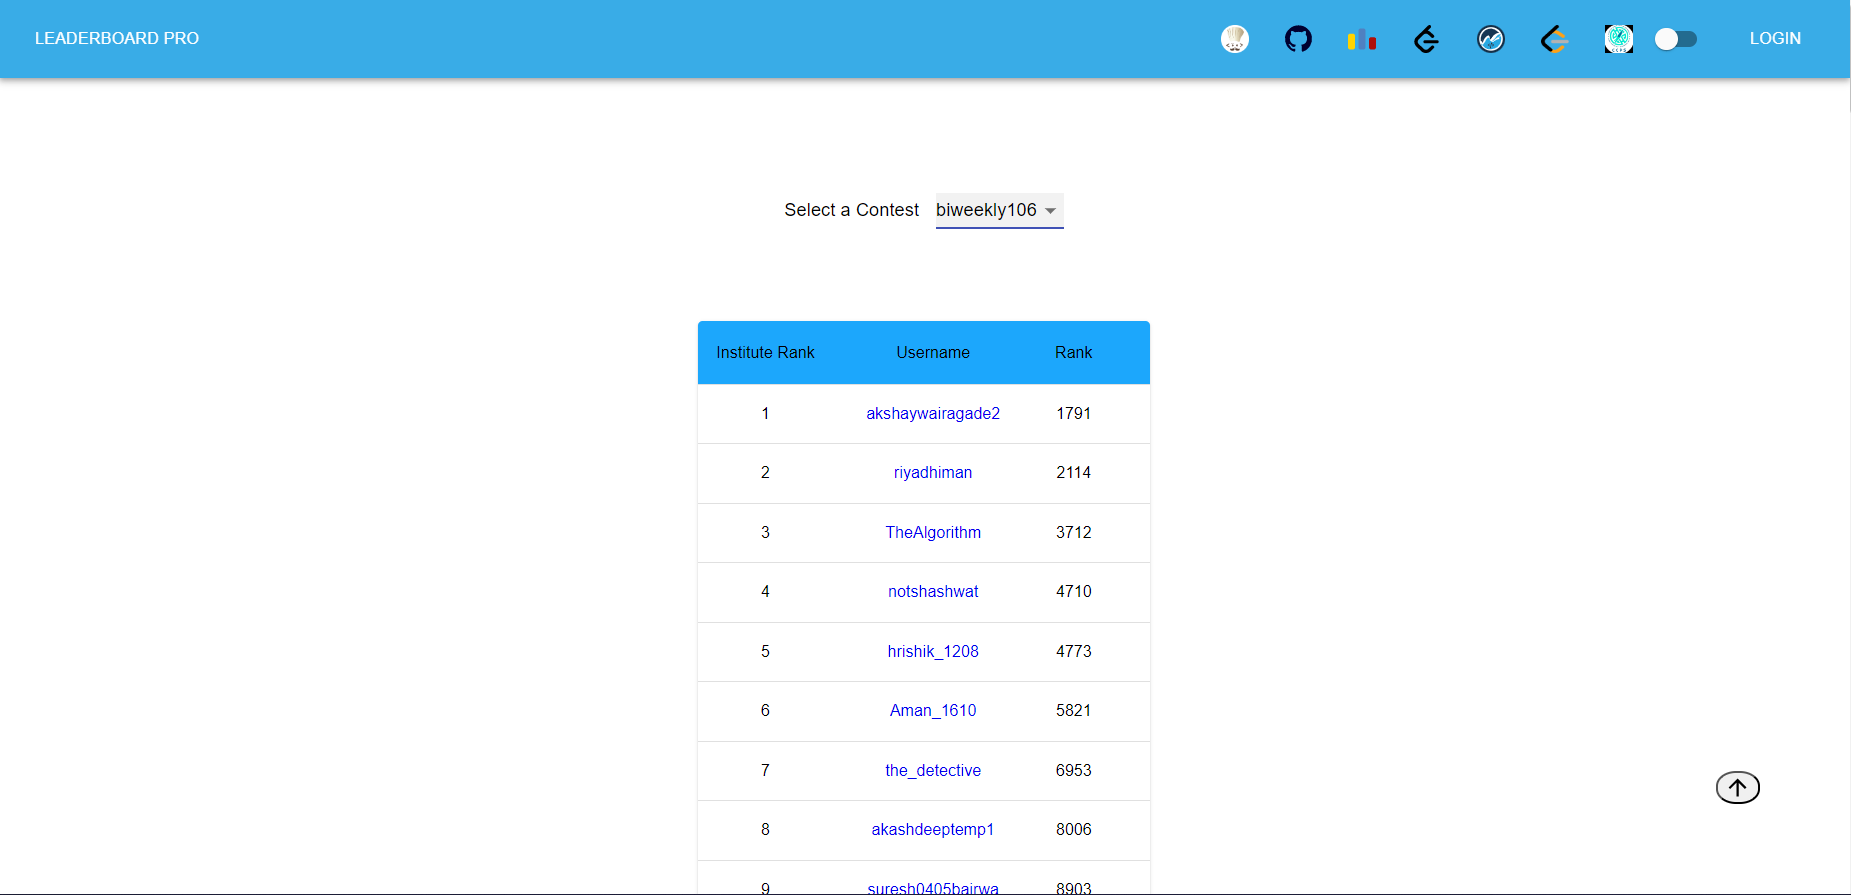 LEADERBOARD PRO LOGIN
Select a Contest biweekly106
Institute Rank Username Rank
1 akshaywairagade2 1791
2 riyadhiman 2114
3 TheAlgorithm 3712
4 notshashwat 4710
5 hrishik_1208 4773
6 Aman_1610 5821
7 the_detective 6953
8 akashdeeptemp1 8006
9 suresh0405bairwa 8903